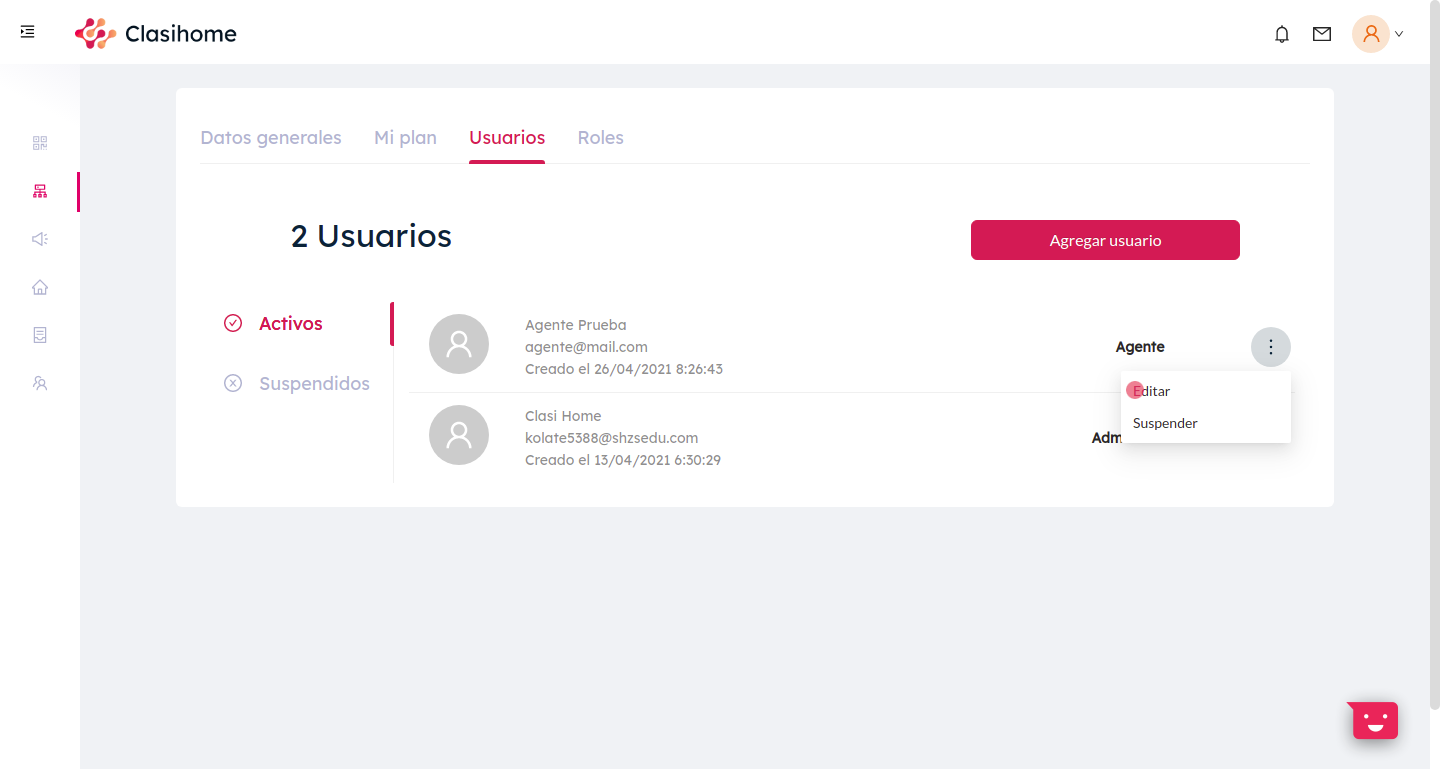 Clasihome
Datos generales
Mi plan
Usuarios
Roles
2 Usuarios
Agregar usuario
Activos
Suspendidos
Agente Prueba
agente@mail.com
Creado el 26/04/2021 8:26:43
Agente
Editar
Suspender
Clasi Home
kolate5388@shzsedu.com
Creado el 13/04/2021 6:30:29